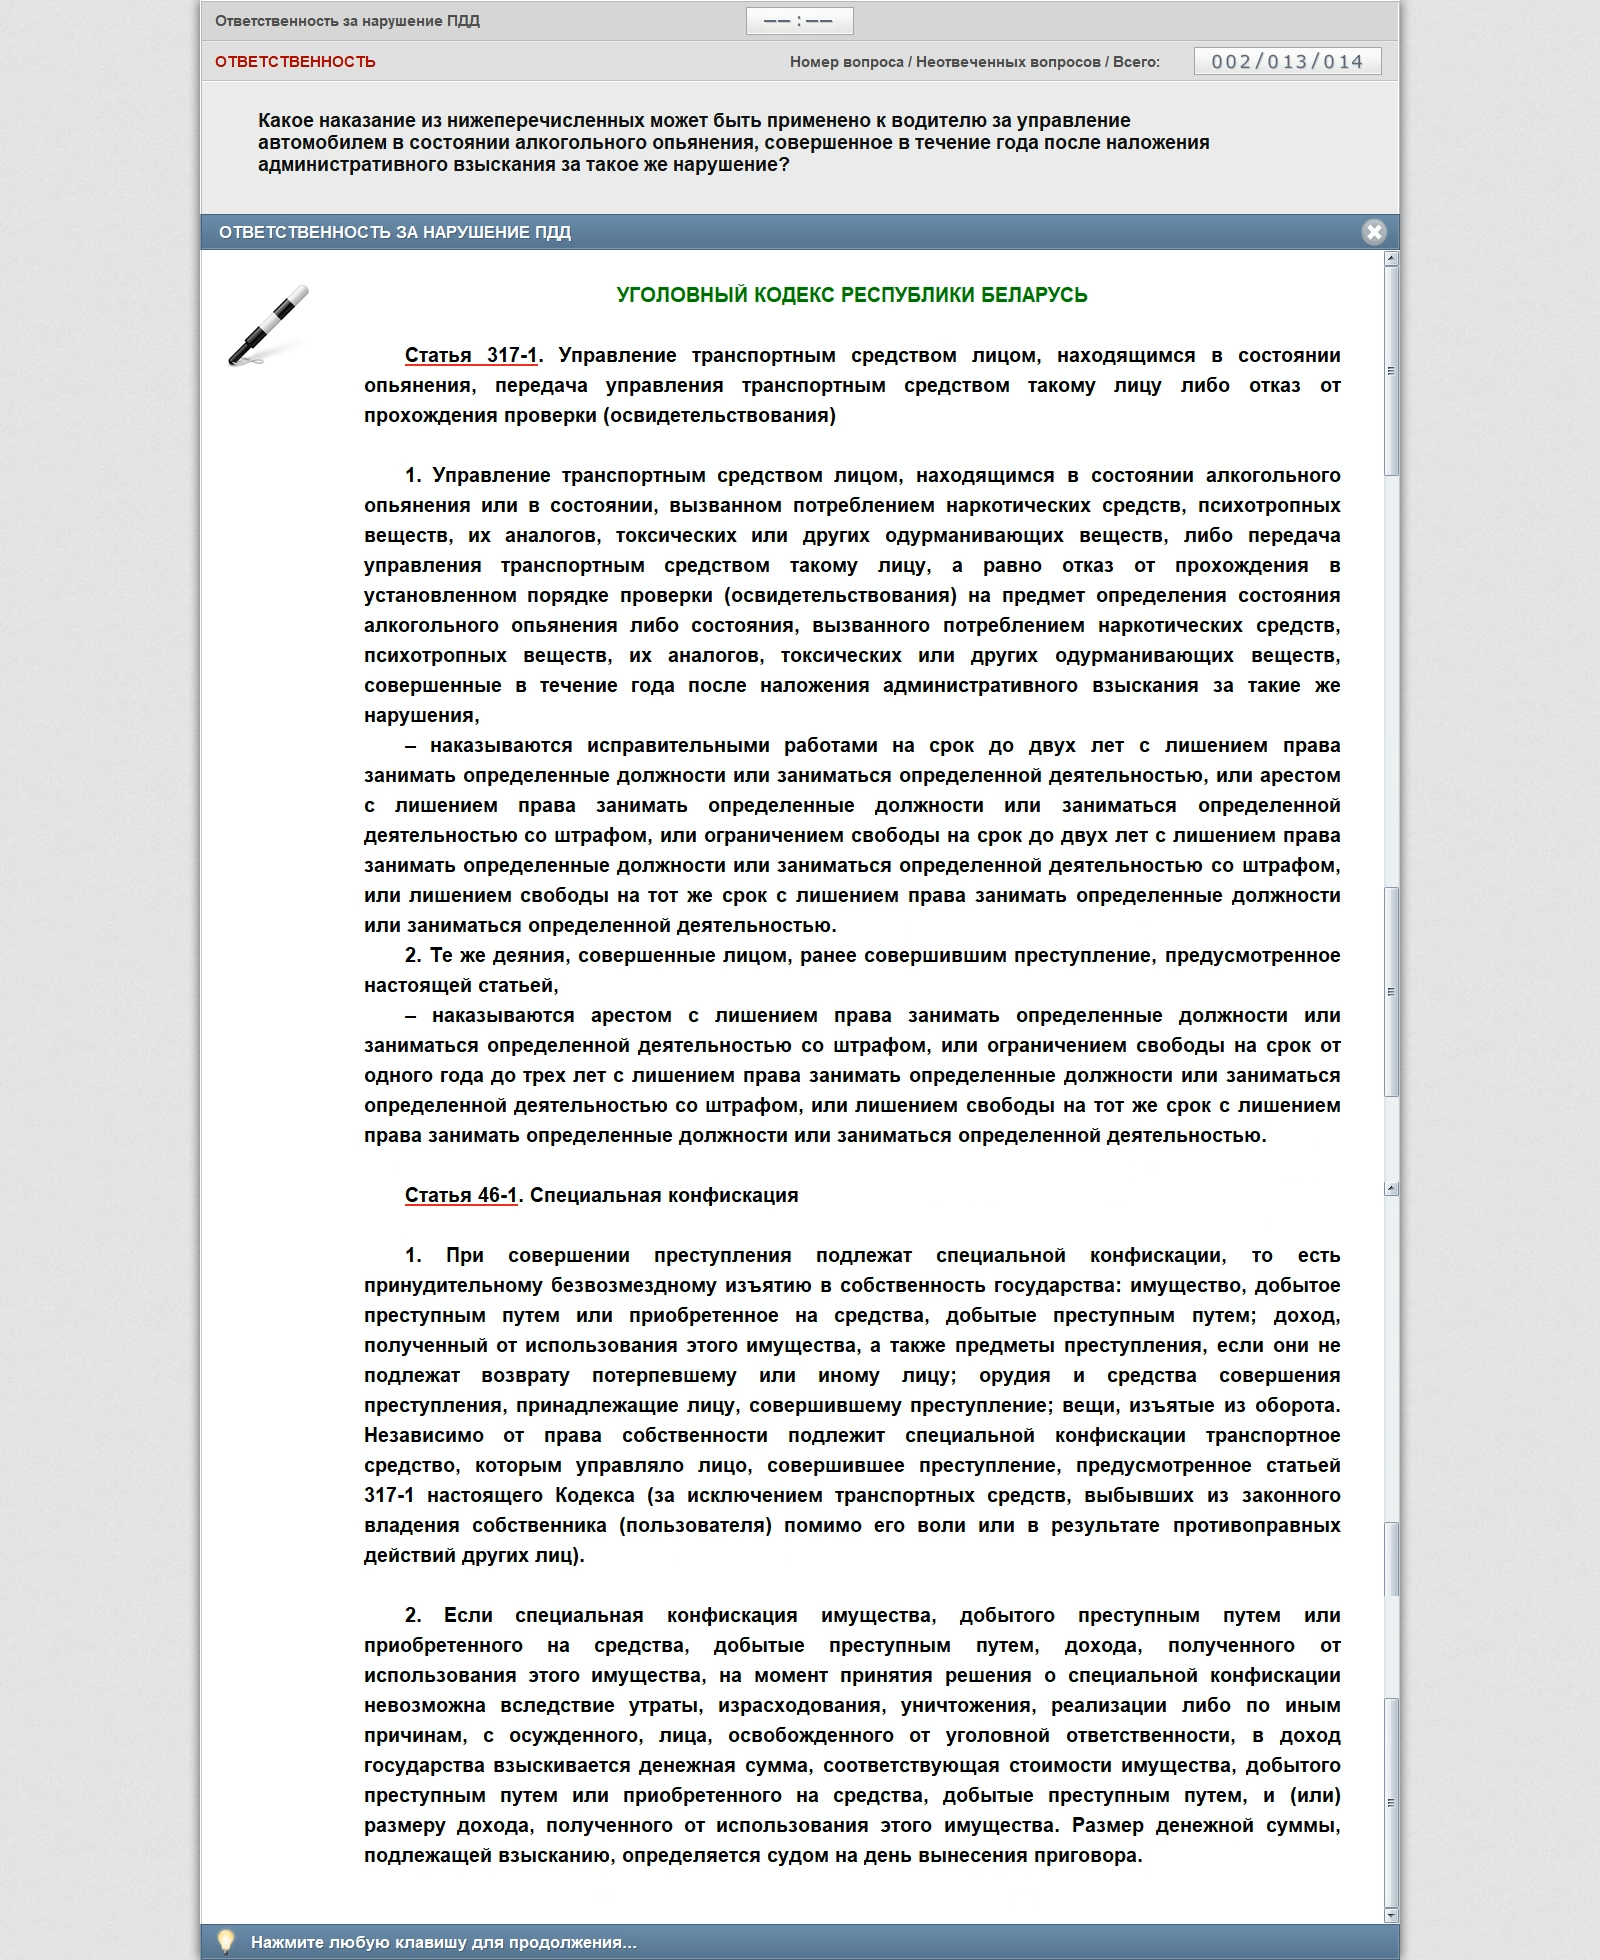 Ответственность за нарушение ПДД
−− : −−
ОТВЕТСТВЕННОСТЬ
Номер вопроса / Неотвеченных вопросов / Всего:
002/013/014
Какое наказание из нижеперечисленных может быть применено к водителю за управление
автомобилем в состоянии алкогольного опьянения, совершенное в течение года после наложения
административного взыскания за такое же нарушение?
ОТВЕТСТВЕННОСТЬ ЗА НАРУШЕНИЕ ПДД
УГОЛОВНЫЙ КОДЕКС РЕСПУБЛИКИ БЕЛАРУСЬ
Статья 317-1. Управление транспортным средством лицом, находящимся в состоянии
опьянения, передача управления транспортным средством такому лицу либо отказ от
прохождения проверки (освидетельствования)
1. Управление транспортным средством лицом, находящимся в состоянии алкогольного
опьянения или в состоянии, вызванном потреблением наркотических средств, психотропных
веществ, их аналогов, токсических или других одурманивающих веществ, либо передача
управления транспортным средством такому лицу, а равно отказ от прохождения в
установленном порядке проверки (освидетельствования) на предмет определения состояния
алкогольного опьянения либо состояния, вызванного потреблением наркотических средств,
психотропных веществ, их аналогов, токсических или других одурманивающих веществ,
совершенные в течение года после наложения административного взыскания за такие же
нарушения,
– наказываются исправительными работами на срок до двух лет с лишением права
занимать определенные должности или заниматься определенной деятельностью, или арестом
с лишением права занимать определенные должности или заниматься определенной
деятельностью со штрафом, или ограничением свободы на срок до двух лет с лишением права
занимать определенные должности или заниматься определенной деятельностью со штрафом,
или лишением свободы на тот же срок с лишением права занимать определенные должности
или заниматься определенной деятельностью.
2. Те же деяния, совершенные лицом, ранее совершившим преступление, предусмотренное
настоящей статьей,
– наказываются арестом с лишением права занимать определенные должности или
заниматься определенной деятельностью со штрафом, или ограничением свободы на срок от
одного года до трех лет с лишением права занимать определенные должности или заниматься
определенной деятельностью со штрафом, или лишением свободы на тот же срок с лишением
права занимать определенные должности или заниматься определенной деятельностью.
Статья 46-1. Специальная конфискация
1. При совершении преступления подлежат специальной конфискации, то есть
принудительному безвозмездному изъятию в собственность государства: имущество, добытое
преступным путем или приобретенное на средства, добытые преступным путем; доход,
полученный от использования этого имущества, а также предметы преступления, если они не
подлежат возврату потерпевшему или иному лицу; орудия и средства совершения
преступления, принадлежащие лицу, совершившему преступление; вещи, изъятые из оборота.
Независимо от права собственности подлежит специальной конфискации транспортное
средство, которым управляло лицо, совершившее преступление, предусмотренное статьей
317-1 настоящего Кодекса (за исключением транспортных средств, выбывших из законного
владения собственника (пользователя) помимо его воли или в результате противоправных
действий других лиц).
2. Если специальная конфискация имущества, добытого преступным путем или
приобретенного на средства, добытые преступным путем, дохода, полученного от
использования этого имущества, на момент принятия решения о специальной конфискации
невозможна вследствие утраты, израсходования, уничтожения, реализации либо по иным
причинам, с осужденного, лица, освобожденного от уголовной ответственности, в доход
государства взыскивается денежная сумма, соответствующая стоимости имущества, добытого
преступным путем или приобретенного на средства, добытые преступным путем, и (или)
размеру дохода, полученного от использования этого имущества. Размер денежной суммы,
подлежащей взысканию, определяется судом на день вынесения приговора.
Нажмите любую клавишу для продолжения...